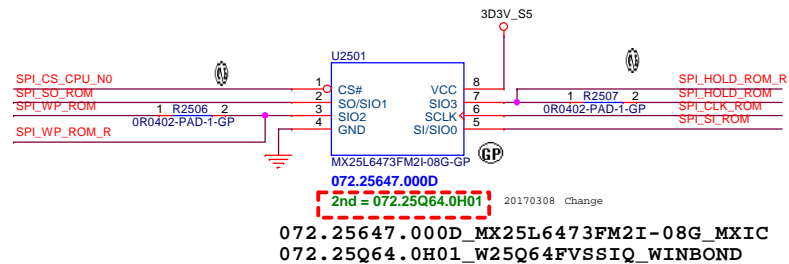 3D3V_S5
U2501
SPI_CS_CPU_N0
SPI_SO_ROM
SPI_WP_ROM
SPI_WP_ROM_R
1 R2506 2
0R0402-PAD-1-GP
1 CS# VCC 8
2 SO/SIO1 SIO3 7
3 SIO2 SCLK 6
4 GND SI/SIO0 5
SPI_HOLD_ROM_R
1 R2507 2 SPI_HOLD_ROM
0R0402-PAD-1-GP SPI_CLK_ROM
SPI_SI_ROM
MX25L6473FM2I-08G-GP
GP
072.25647.000D
2nd = 072.25Q64.0H01 20170308 Change
072.25647.000D_MX25L6473FM2I-08G_MXIC
072.25Q64.0H01_W25Q64FVSSIQ_WINBOND